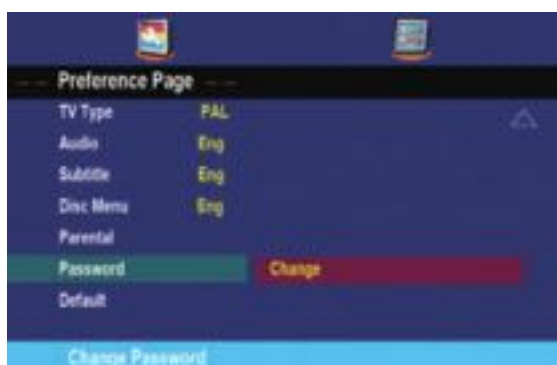 -- Preference Page --
TV Type PAL
Audio Eng
Subtitle Eng
Disc Menu Eng
Parental
Password Change
Default
Change Password